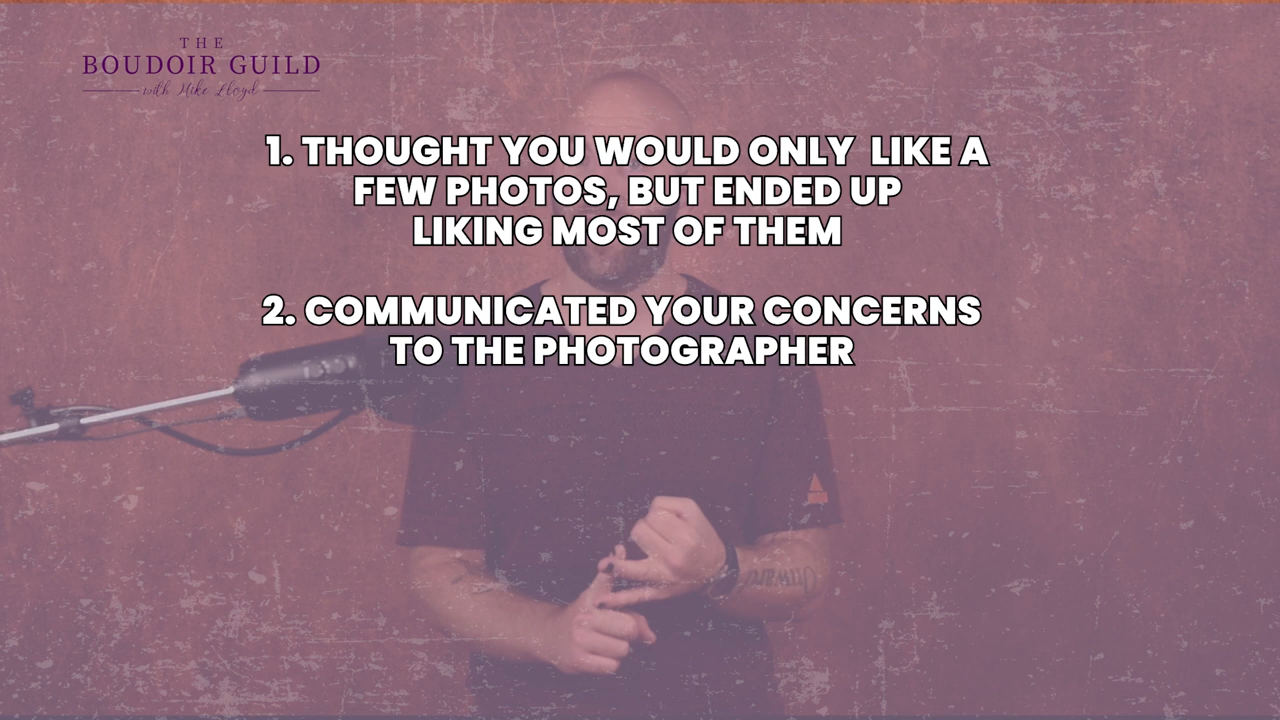 THE
BOUDOIR GUILD
with Mike Lloyd
1. THOUGHT YOU WOULD ONLY LIKE A
FEW PHOTOS, BUT ENDED UP
LIKING MOST OF THEM
2. COMMUNICATED YOUR CONCERNS
TO THE PHOTOGRAPHER